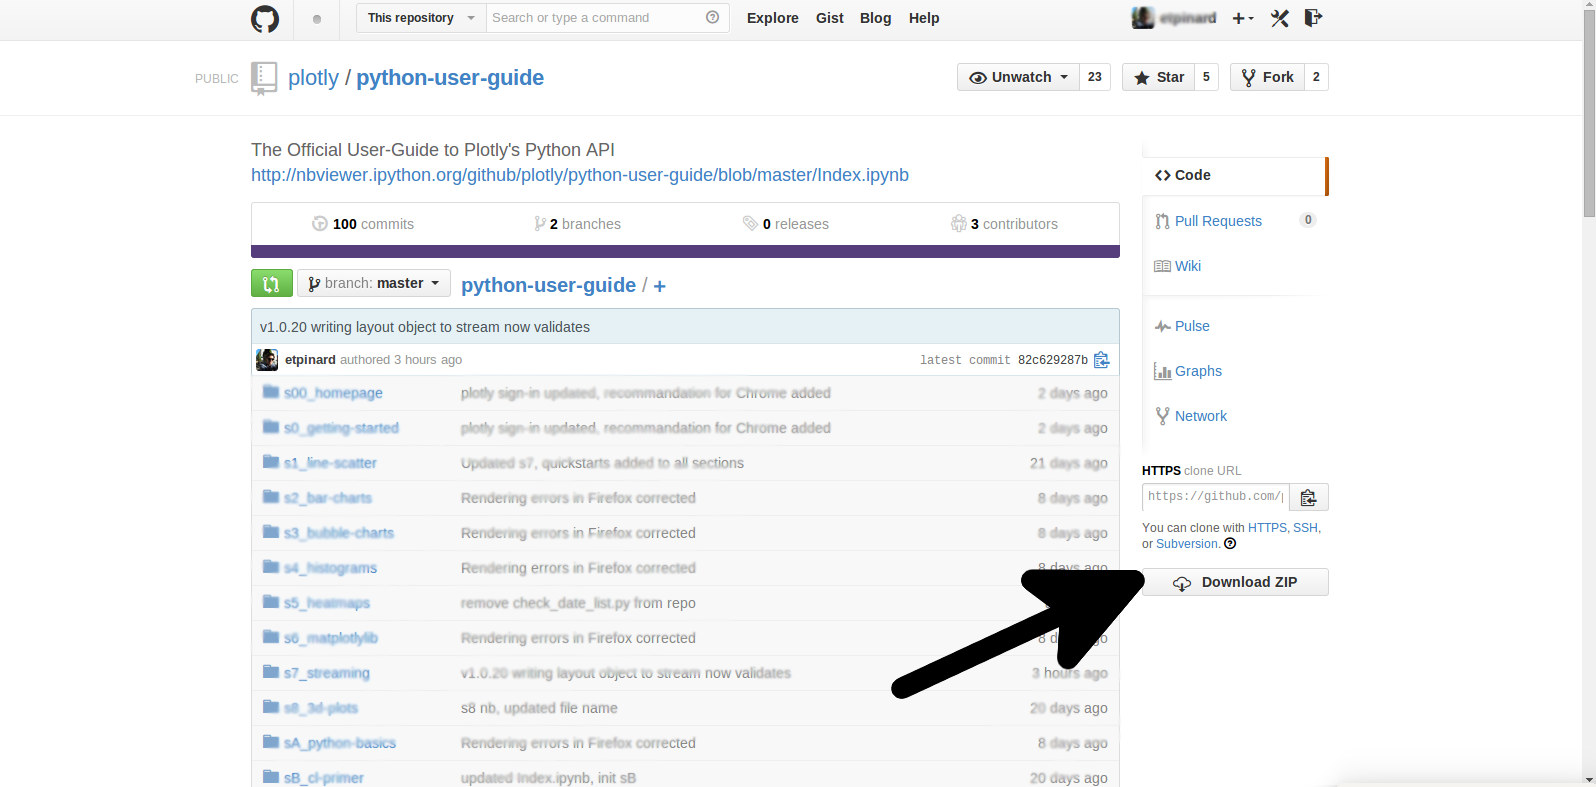 This repository Search or type a command Explore Gist Blog Help etpinard
PUBLIC plotly / python-user-guide Unwatch 23 Star 5 Fork 2
The Official User-Guide to Plotly's Python API
http://nbviewer.ipython.org/github/plotly/python-user-guide/blob/master/Index.ipynb
100 commits 2 branches 0 releases 3 contributors
branch: master python-user-guide / +
v1.0.20 writing layout object to stream now validates
etpinard authored 3 hours ago latest commit 82c629287b
s00_homepage plotly sign-in updated, recommandation for Chrome added 2 days ago
s0_getting-started plotly sign-in updated, recommandation for Chrome added 2 days ago
s1_line-scatter Updated s7, quickstarts added to all sections 21 days ago
s2_bar-charts Rendering errors in Firefox corrected 8 days ago
s3_bubble-charts Rendering errors in Firefox corrected 8 days ago
s4_histograms Rendering errors in Firefox corrected 8 days ago
s5_heatmaps remove check_date_list.py from repo
s6_matplotlib Rendering errors in Firefox corrected 8
s7_streaming v1.0.20 writing layout object to stream now validates 3 hours ago
s8_3d-plots s8 nb, updated file name 20 days ago
sA_python-basics Rendering errors in Firefox corrected 8 days ago
sB_cl-primer updated Index.ipynb, init sB 20 days ago
Code
Pull Requests 0
Wiki
Pulse
Graphs
Network
HTTPS clone URL
https://github.com/
You can clone with HTTPS, SSH,
or Subversion.
Download ZIP